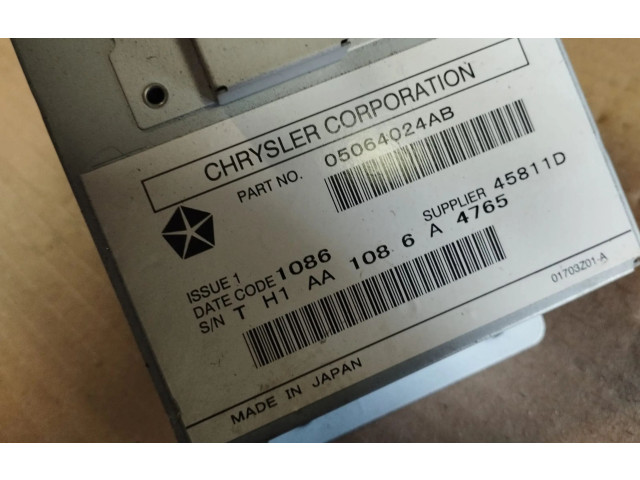 CHRYSLER CORPORATION
PART NO. 05064024AB
ISSUE 1
DATE CODE 1086 SUPPLIER 45811D
S/N T H1 AA 108 6 A 4765
MADE IN JAPAN 01703Z01-A